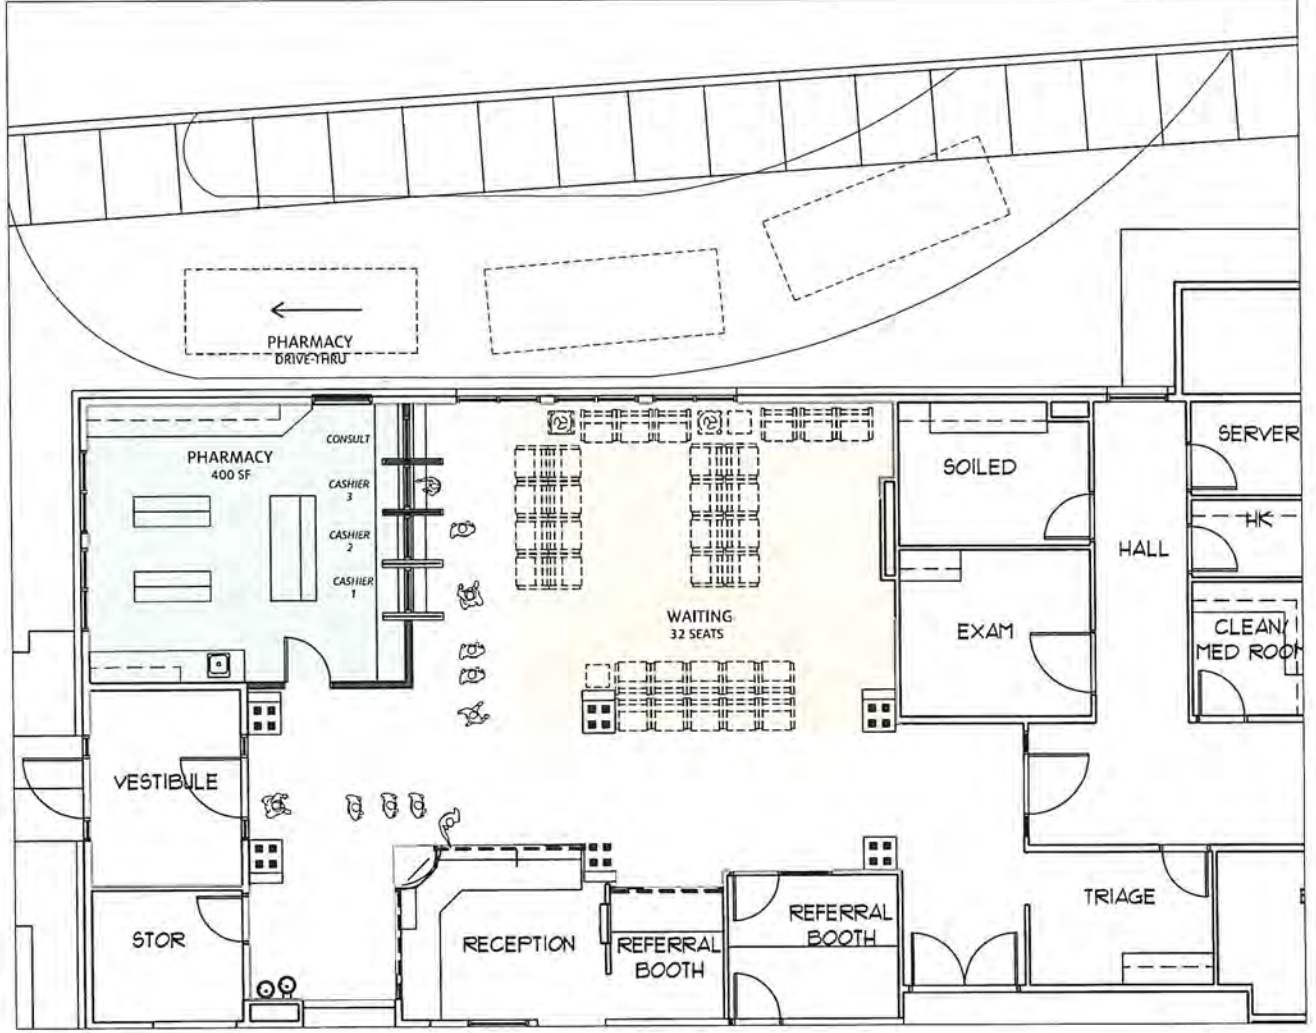 PHARMACY
DRIVE-THRU
PHARMACY
400 SF
CONSULT
CASHIER
3
CASHIER
2
CASHIER
1
WAITING
32 SEATS
SOILED
EXAM
HALL
SERVER
HK
CLEAN/
MED ROOM
VESTIBULE
STOR
RECEPTION
REFERRAL
BOOTH
REFERRAL
BOOTH
TRIAGE